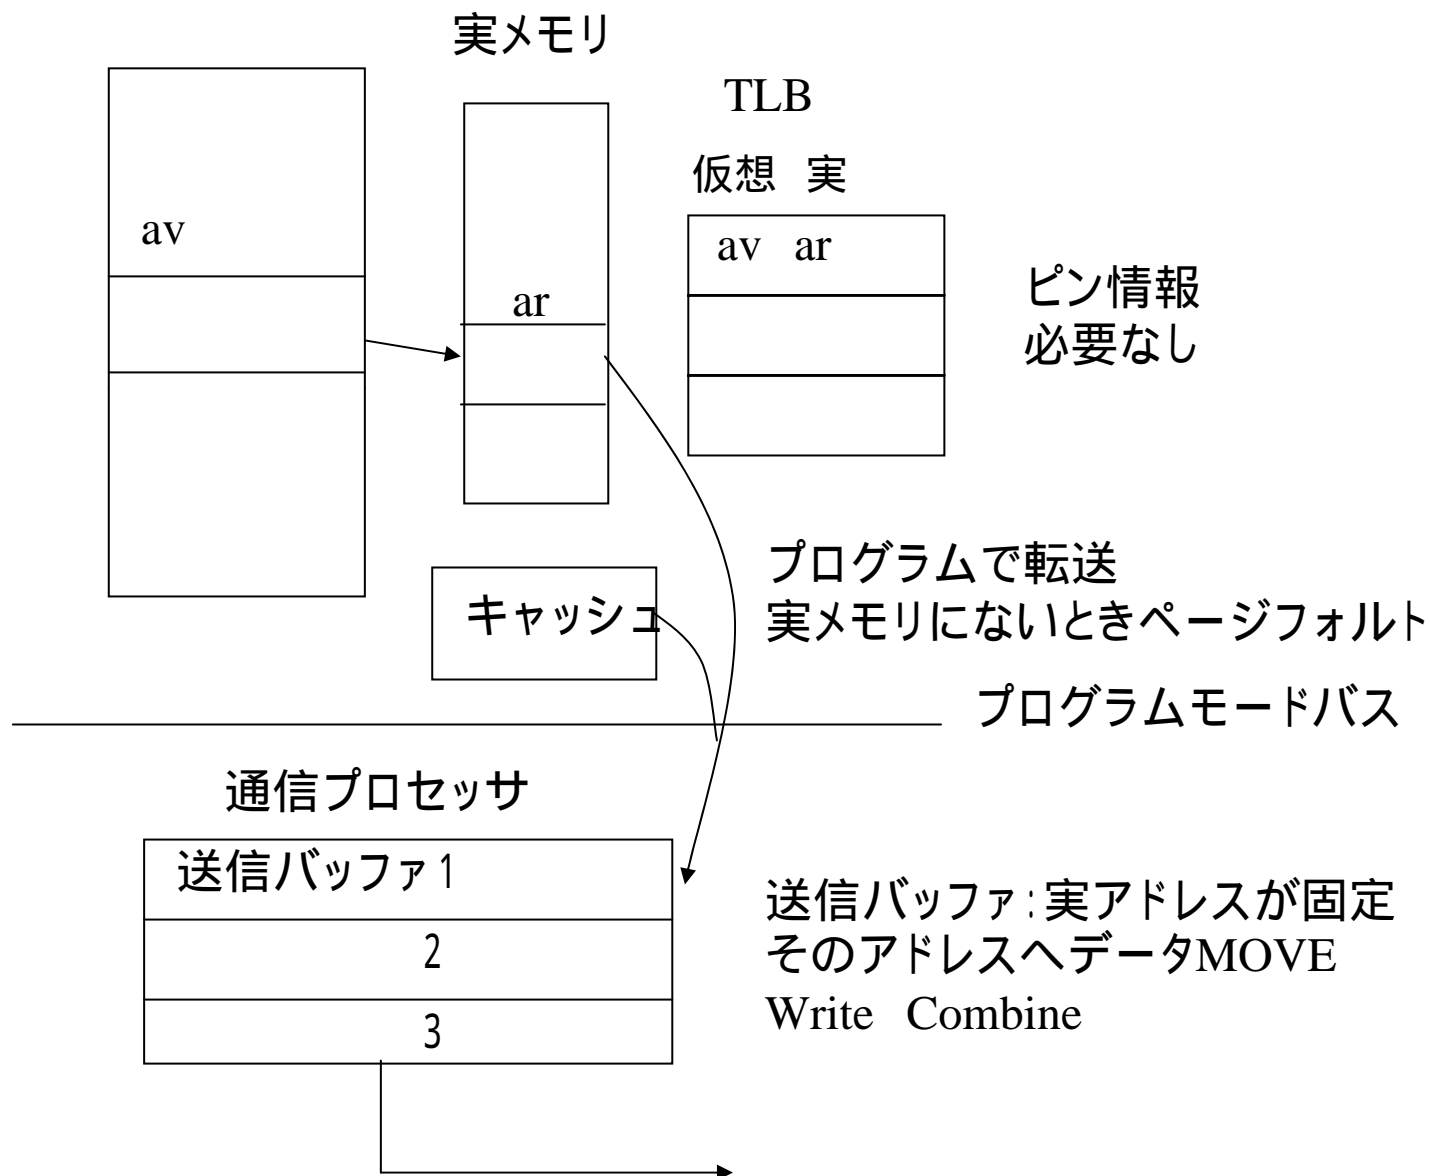 実メモリ
TLB
仮想 実
av
av ar
ar
ピン情報
必要なし
プログラムで転送
実メモリにないときページフォルト
キャッシュ
プログラムモードバス
通信プロセッサ
送信バッファ1
2
3
送信バッファ:実アドレスが固定
そのアドレスへデータMOVE
Write Combine